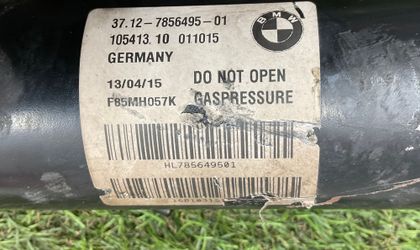 37.12-7856495-01
BMW
105413.10 011015
GERMANY
13/04/15 DO NOT OPEN
F85MH057K GASPRESSURE
HL785649501